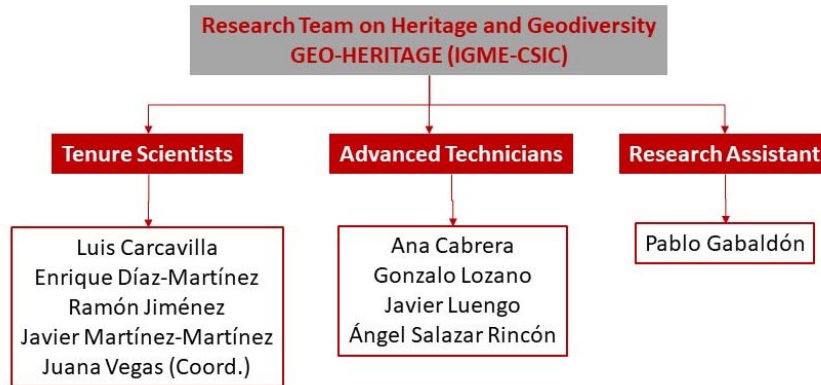 Research Team on Heritage and Geodiversity
GEO-HERITAGE (IGME-CSIC)
Tenure Scientists
Luis Carcavilla
Enrique Díaz-Martínez
Ramón Jiménez
Javier Martínez-Martínez
Juana Vegas (Coord.)
Advanced Technicians
Ana Cabrera
Gonzalo Lozano
Javier Luengo
Ángel Salazar Rincón
Research Assistant
Pablo Gabaldón